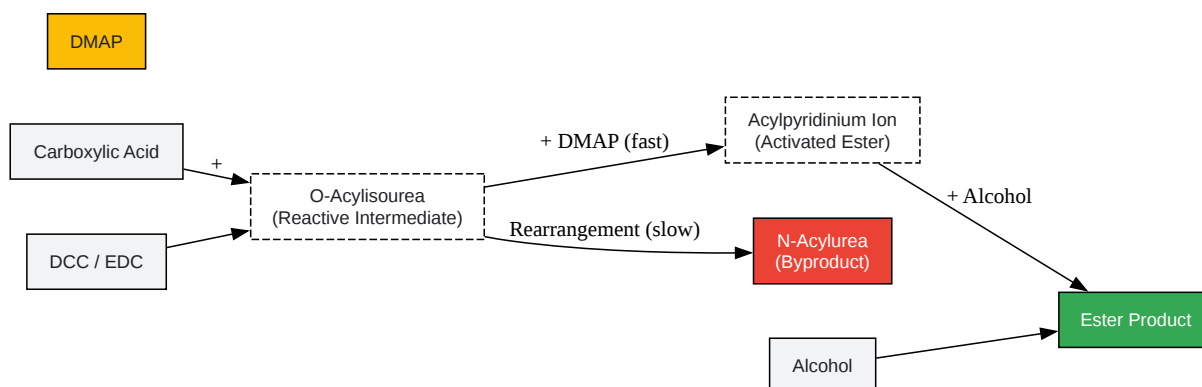 DMAP
Carboxylic Acid
+
DCC / EDC
O-Acylisourea
(Reactive Intermediate)
+ DMAP (fast)
Rearrangement (slow)
Acylpyridinium Ion
(Activated Ester)
N-Acylurea
(Byproduct)
+ Alcohol
Alcohol
Ester Product